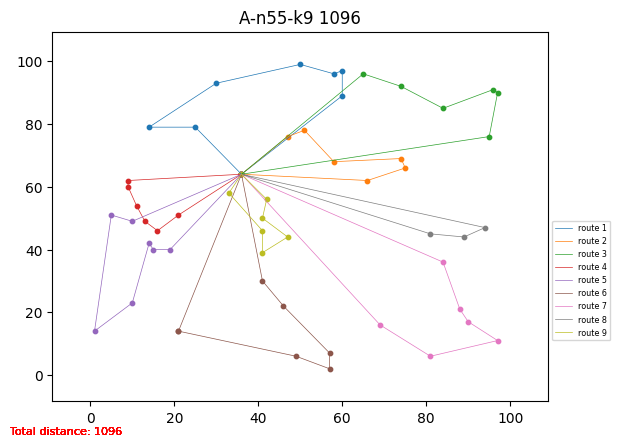 A-n55-k9 1096
100
80
60
40
20
0
0 20 40 60 80 100
route 1
route 2
route 3
route 4
route 5
route 6
route 7
route 8
route 9
Total distance: 1096